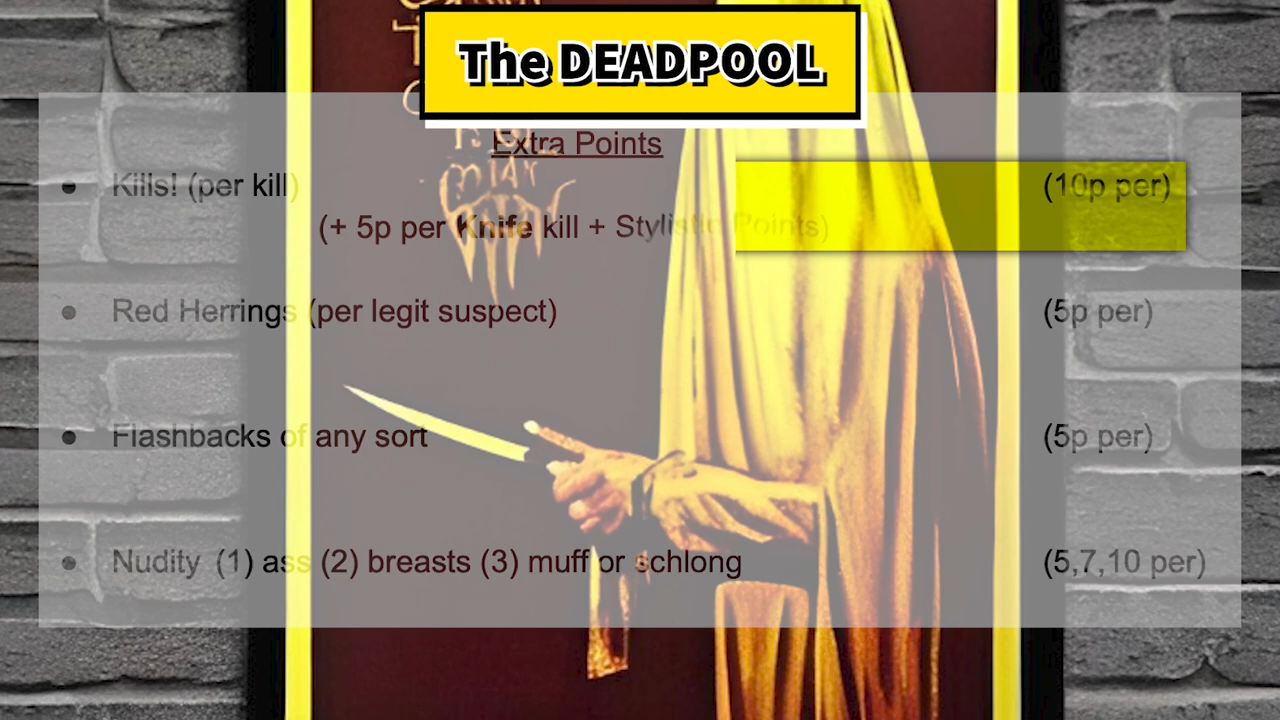 The DEADPOOL
Extra Points
● Kills! (per kill) (10p per)
(+ 5p per Knife kill + Stylistic Points)
● Red Herrings (per legit suspect) (5p per)
● Flashbacks of any sort (5p per)
● Nudity (1) ass (2) breasts (3) muff or schlong (5,7,10 per)